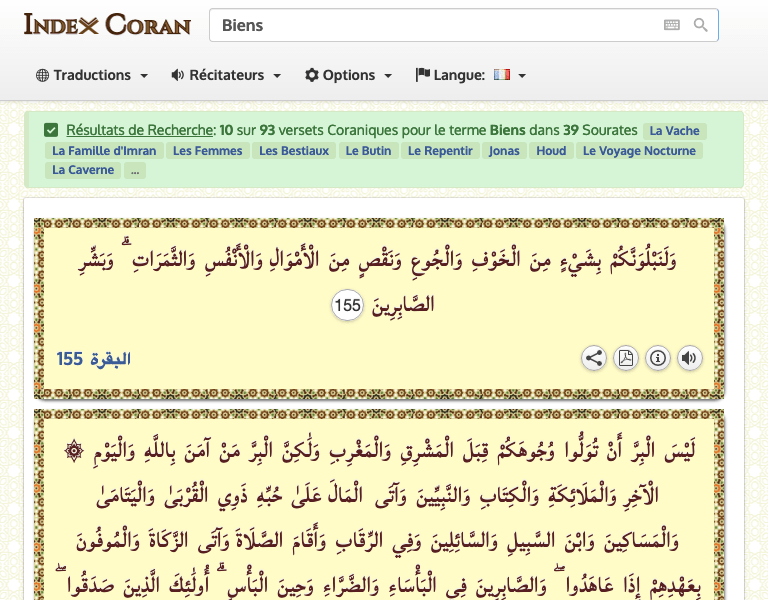 INDEX CORAN
Biens
Traductions Récitateurs Options Langue:
Résultats de Recherche: 10 sur 93 versets Coraniques pour le terme Biens dans 39 Sourates La Vache
La Famille d'Imran Les Femmes Les Bestiaux Le Butin Le Repentir Jonas Houd Le Voyage Nocturne
La Caverne ...
وَلَنَبْلُوَنَّكُمْ بِشَيْءٍ مِنَ الْخَوْفِ وَالْجُوعِ وَنَقْصٍ مِنَ الْأَمْوَالِ وَالْأَنْفُسِ وَالثَّمَرَاتِ ۗ وَبَشِّرِ
الصَّابِرِينَ 155
البقرة 155
لَيْسَ الْبِرَّ أَنْ تُوَلُّوا وُجُوهَكُمْ قِبَلَ الْمَشْرِقِ وَالْمَغْرِبِ وَلَٰكِنَّ الْبِرَّ مَنْ آمَنَ بِاللَّهِ وَالْيَوْمِ ۞
الْآخِرِ وَالْمَلَائِكَةِ وَالْكِتَابِ وَالنَّبِيِّينَ وَآتَى الْمَالَ عَلَىٰ حُبِّهِ ذَوِي الْقُرْبَىٰ وَالْيَتَامَىٰ
وَالْمَسَاكِينَ وَابْنَ السَّبِيلِ وَالسَّائِلِينَ وَفِي الرِّقَابِ وَأَقَامَ الصَّلَاةَ وَآتَى الزَّكَاةَ وَالْمُوفُونَ
بِعَهْدِهِمْ إِذَا عَاهَدُوا ۖ وَالصَّابِرِينَ فِي الْبَأْسَاءِ وَالضَّرَّاءِ وَحِينَ الْبَأْسِ ۗ أُولَٰئِكَ الَّذِينَ صَدَقُوا ۖ